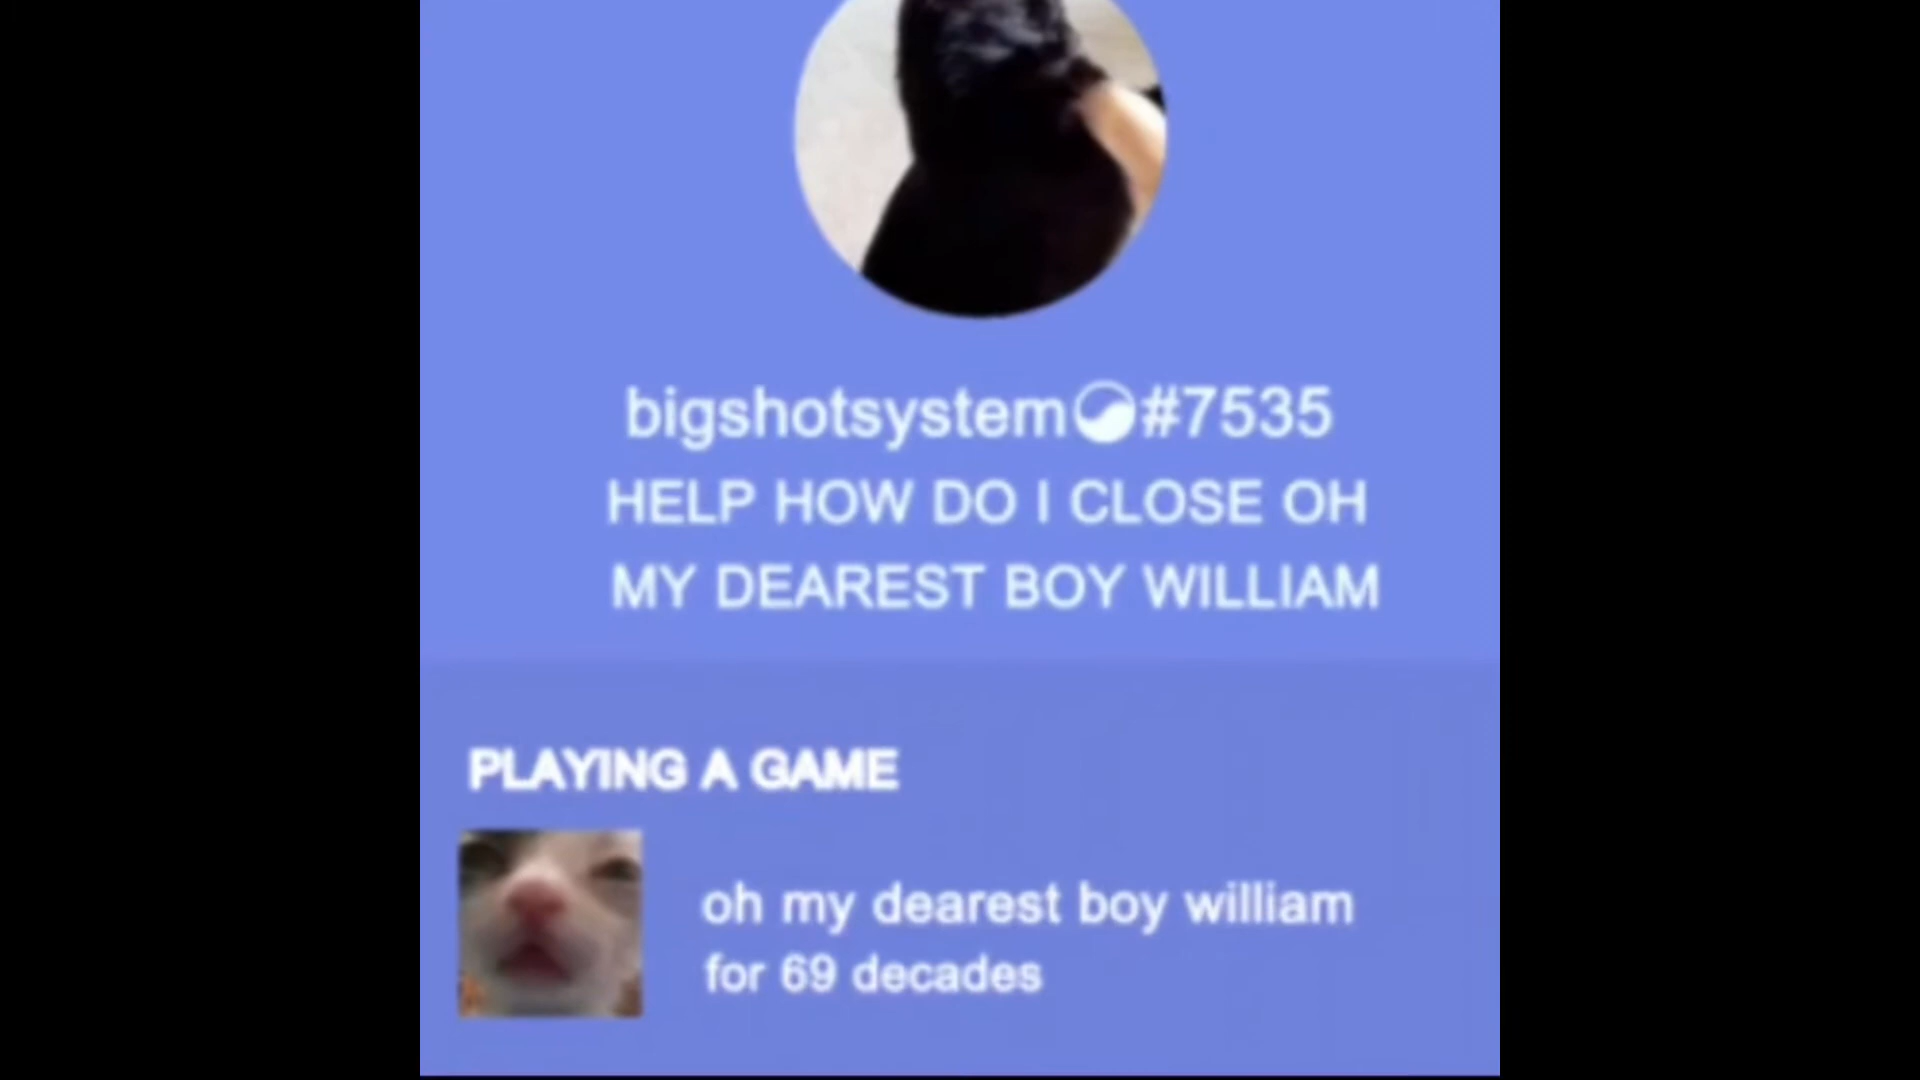 bigshotsystem#7535
HELP HOW DO I CLOSE OH
MY DEAREST BOY WILLIAM
PLAYING A GAME
oh my dearest boy william
for 69 decades